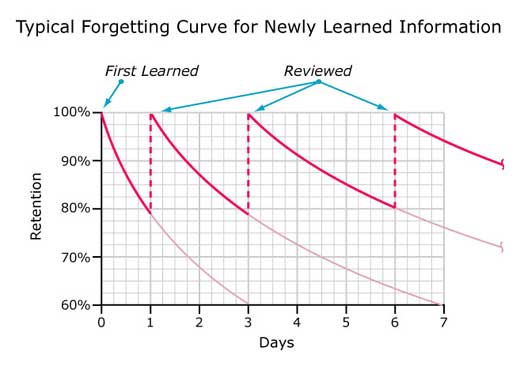 Typical Forgetting Curve for Newly Learned Information
First Learned
Reviewed
100%
90%
80%
70%
60%
Retention
0 1 2 3 4 5 6 7
Days